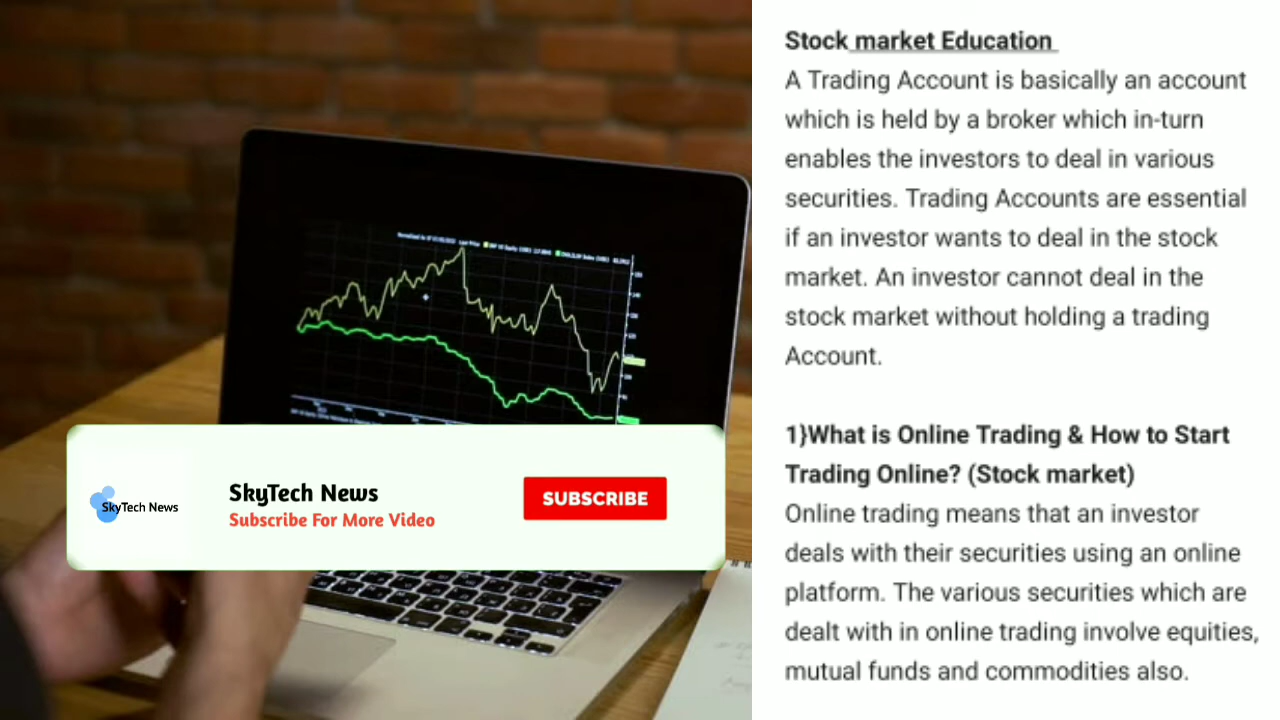 Stock market Education
A Trading Account is basically an account
which is held by a broker which in-turn
enables the investors to deal in various
securities. Trading Accounts are essential
if an investor wants to deal in the stock
market. An investor cannot deal in the
stock market without holding a trading
Account.
1}What is Online Trading & How to Start
Trading Online? (Stock market)
Online trading means that an investor
deals with their securities using an online
platform. The various securities which are
dealt with in online trading involve equities,
mutual funds and commodities also.
SkyTech News
SkyTech News
Subscribe For More Video
SUBSCRIBE